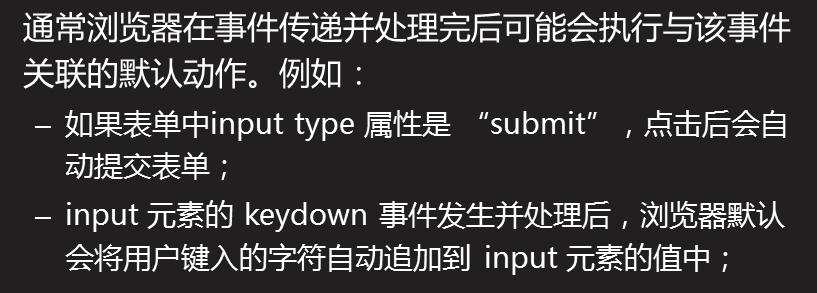 通常浏览器在事件传递并处理完后可能会执行与该事件
关联的默认动作。例如：
– 如果表单中input type 属性是 “submit”，点击后会自
动提交表单；
– input 元素的 keydown 事件发生并处理后，浏览器默认
会将用户键入的字符自动追加到 input 元素的值中；